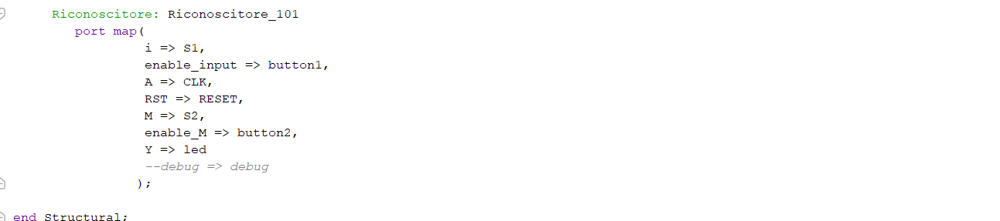 Riconoscitore: Riconoscitore_101
port map(
i => S1,
enable_input => button1,
A => CLK,
RST => RESET,
M => S2,
enable_M => button2,
Y => led
--debug => debug
);
end Structural;